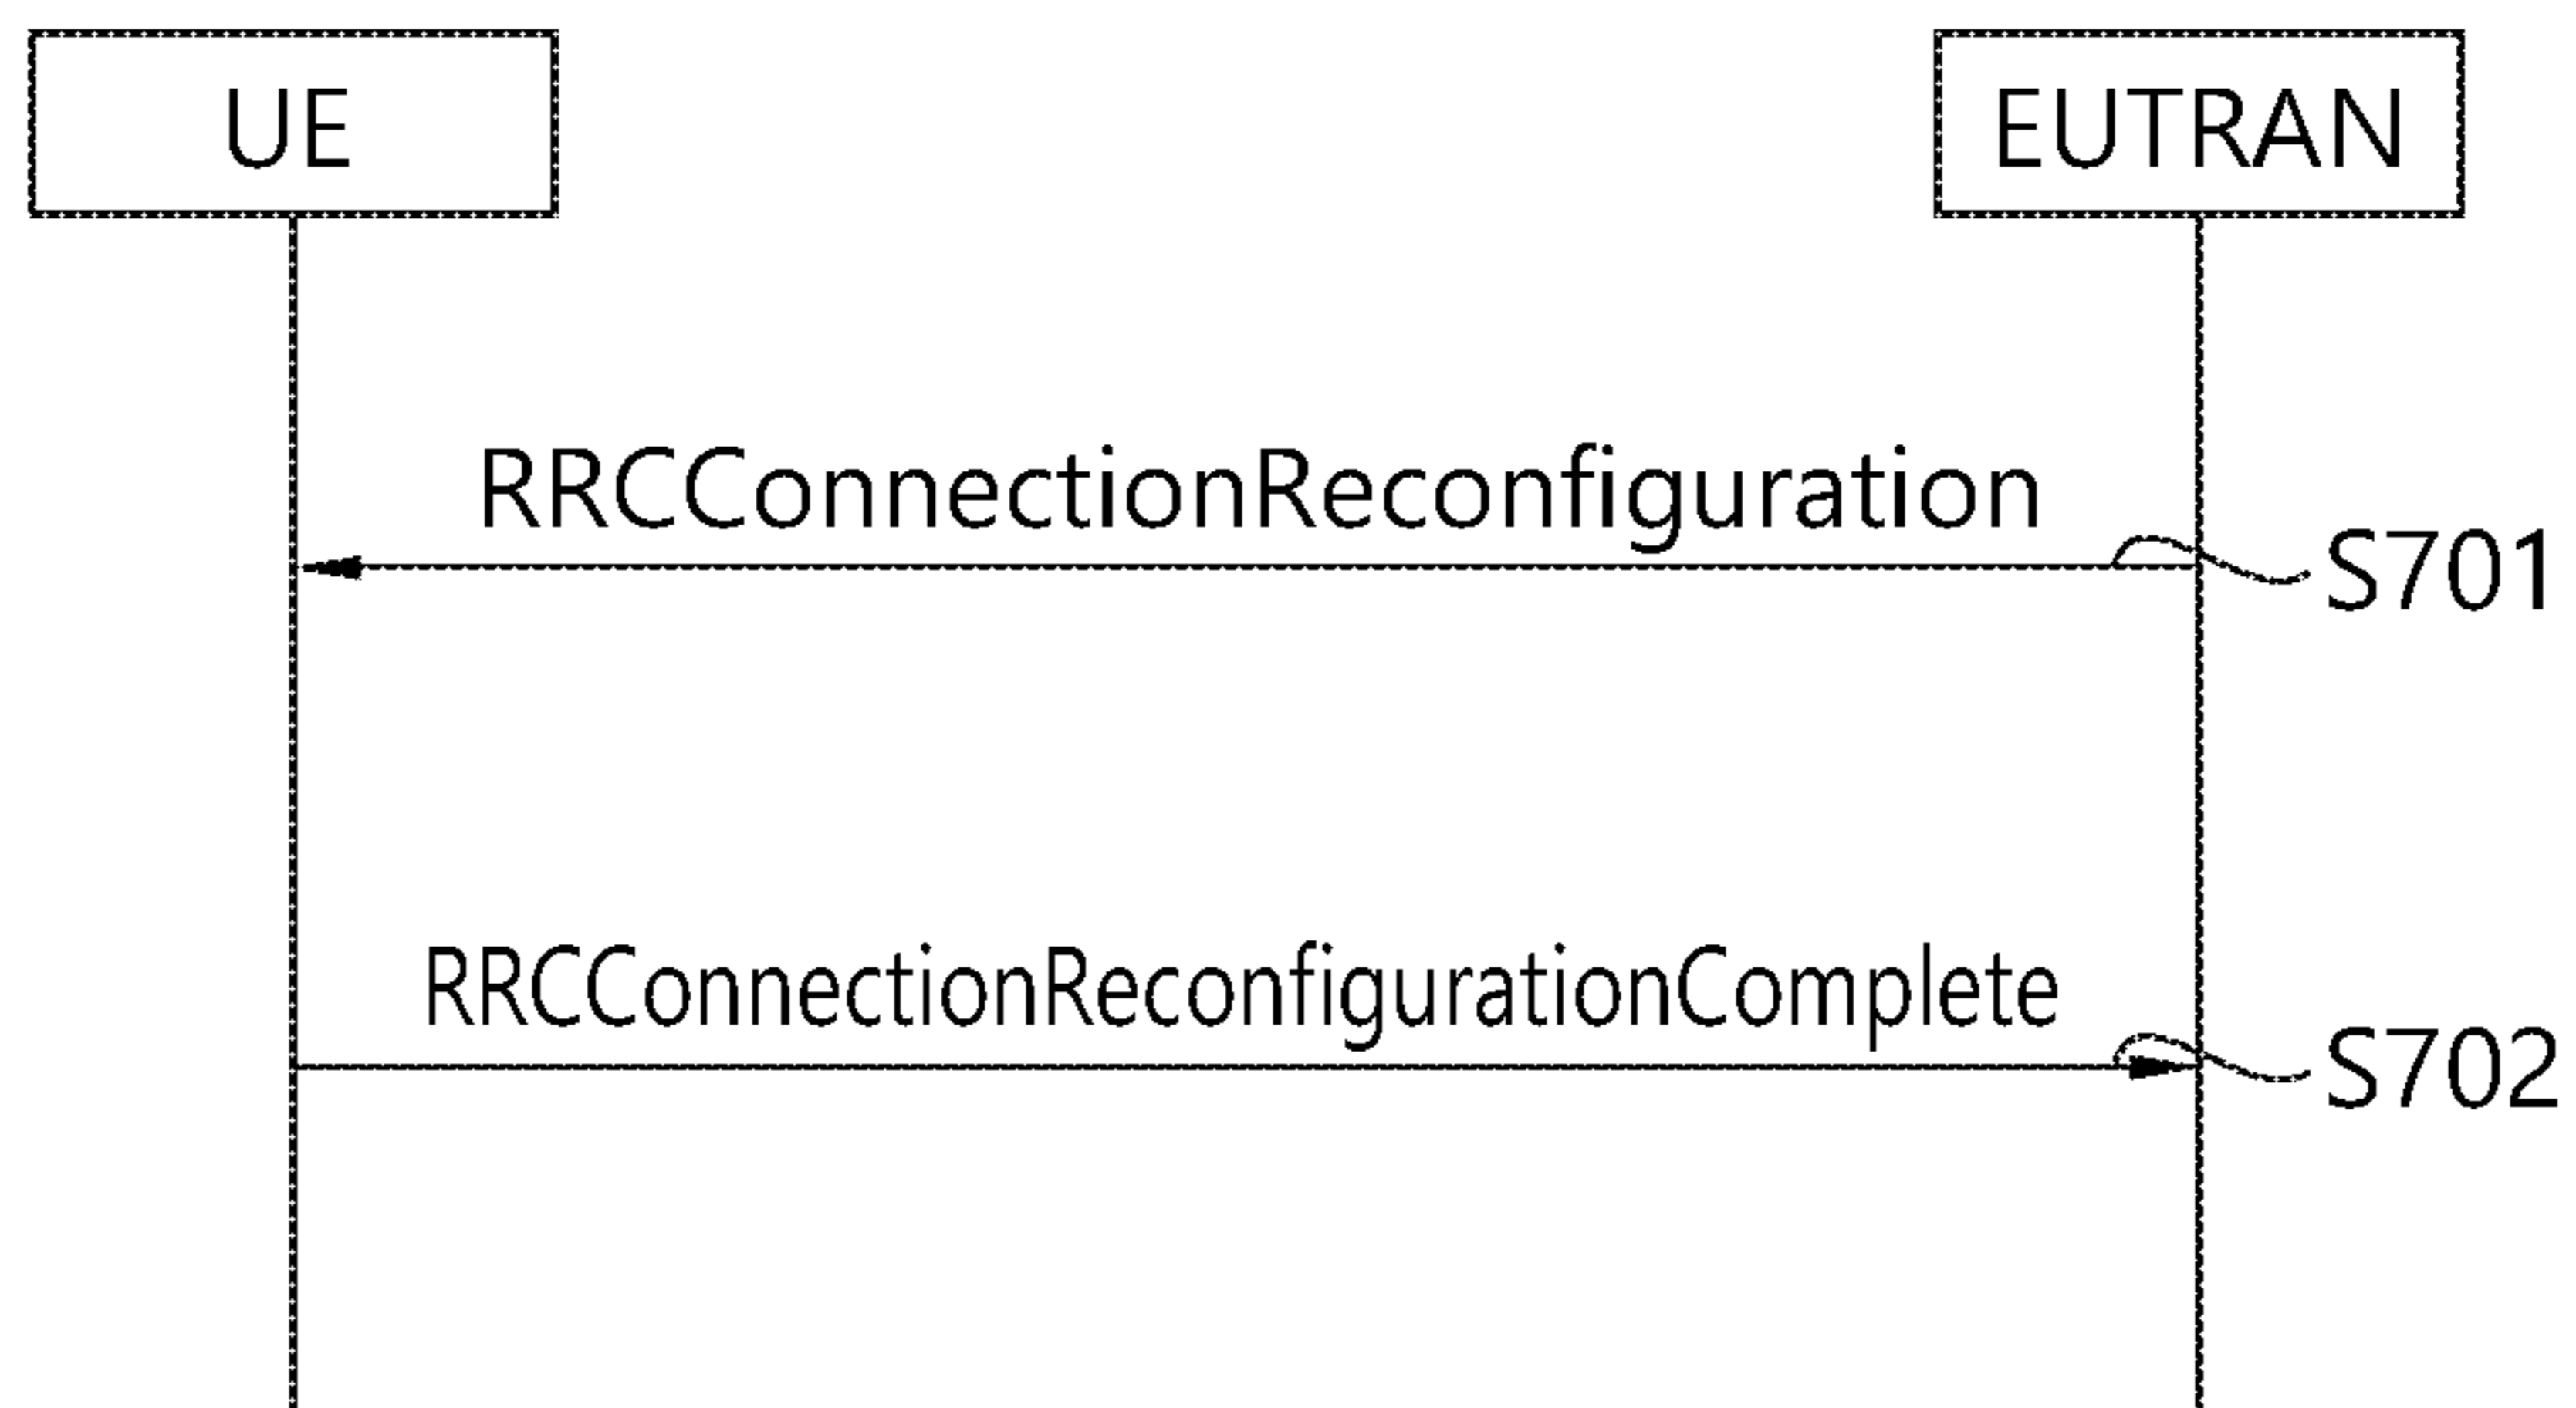 UE
EUTRAN
RRCConnectionReconfiguration
S701
RRCConnectionReconfigurationComplete
S702